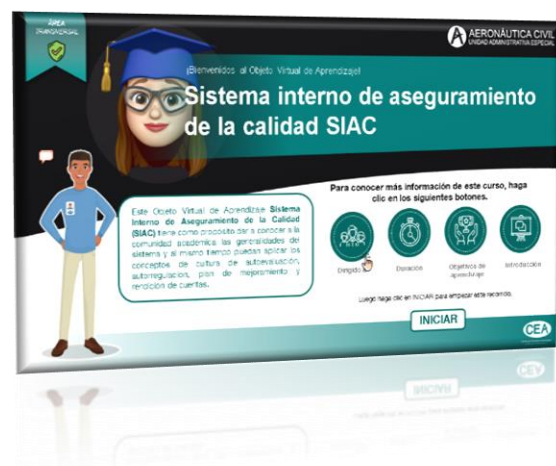 ÁREA
TRANSVERSAL
AERONÁUTICA CIVIL
UNIDAD ADMINISTRATIVA ESPECIAL
¡Bienvenidos al Objeto Virtual de Aprendizaje!
Sistema interno de aseguramiento
de la calidad SIAC
Este Objeto Virtual de Aprendizaje Sistema
Interno de Aseguramiento de la Calidad
(SIAC) tiene como propósito dar a conocer a la
comunidad académica las generalidades del
sistema y al mismo tiempo puedan aplicar los
conceptos de cultura de autoevaluación,
autorregulación, plan de mejoramiento y
rendición de cuentas.
Para conocer más información de este curso, haga
clic en los siguientes botones.
Dirigido
Duración
Objetivos de
aprendizaje
Introducción
Luego haga clic en INICIAR para empezar este recorrido.
INICIAR
CEA